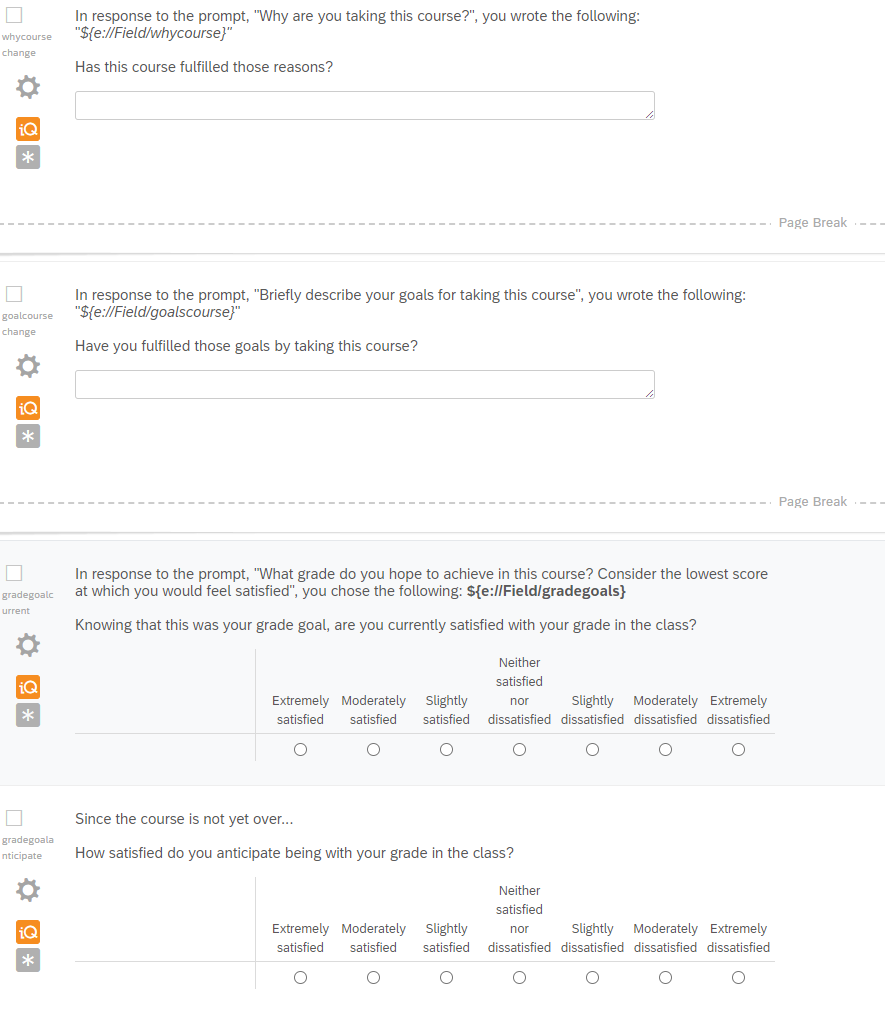 In response to the prompt, "Why are you taking this course?", you wrote the following:
"${e://Field/whycourse}"
whycourse
change
Has this course fulfilled those reasons?
iQ
*
Page Break
In response to the prompt, "Briefly describe your goals for taking this course", you wrote the following:
"${e://Field/goalscourse}"
goalcourse
change
Have you fulfilled those goals by taking this course?
iQ
*
Page Break
In response to the prompt, "What grade do you hope to achieve in this course? Consider the lowest score
at which you would feel satisfied", you chose the following: ${e://Field/gradegoals}
gradegoalc
urrent
Knowing that this was your grade goal, are you currently satisfied with your grade in the class?
Neither
satisfied
Extremely Moderately Slightly nor Slightly Moderately Extremely
satisfied satisfied satisfied dissatisfied dissatisfied dissatisfied dissatisfied
iQ
*
Since the course is not yet over...
gradegoala
nticipate
How satisfied do you anticipate being with your grade in the class?
Neither
satisfied
Extremely Moderately Slightly nor Slightly Moderately Extremely
satisfied satisfied satisfied dissatisfied dissatisfied dissatisfied dissatisfied
iQ
*